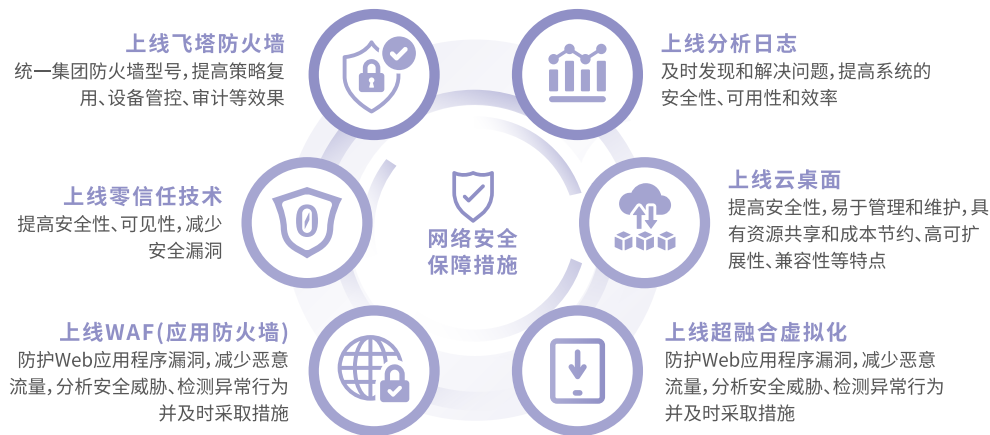 上线飞塔防火墙
统一集团防火墙型号，提高策略复
用、设备管控、审计等效果
上线分析日志
及时发现和解决问题，提高系统的
安全性、可用性和效率
上线零信任技术
提高安全性、可见性，减少
安全漏洞
网络安全
保障措施
上线云桌面
提高安全性，易于管理和维护，具
有资源共享和成本节约、高可扩
展性、兼容性等特点
上线WAF(应用防火墙)
防护Web应用程序漏洞，减少恶意
流量，分析安全威胁、检测异常行为
并及时采取措施
上线超融合虚拟化
防护Web应用程序漏洞，减少恶意
流量，分析安全威胁、检测异常行为
并及时采取措施